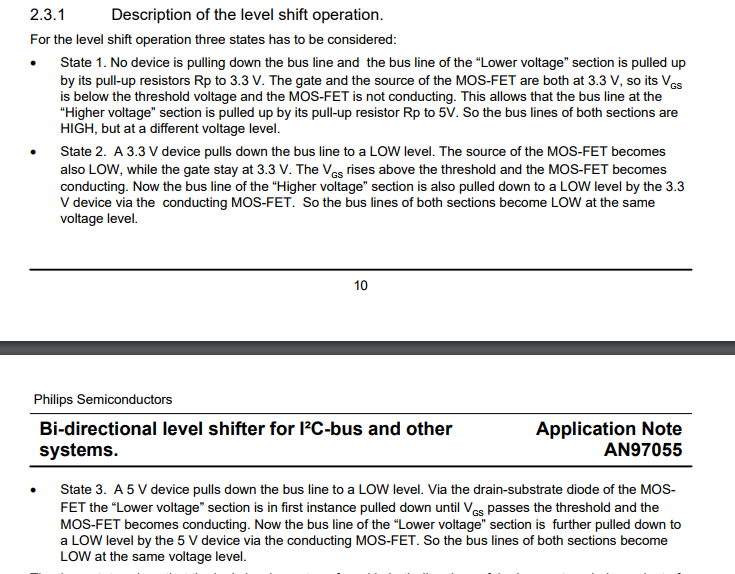 2.3.1 Description of the level shift operation.
For the level shift operation three states has to be considered:
• State 1. No device is pulling down the bus line and the bus line of the “Lower voltage” section is pulled up
by its pull-up resistors Rp to 3.3 V. The gate and the source of the MOS-FET are both at 3.3 V, so its VGS
is below the threshold voltage and the MOS-FET is not conducting. This allows that the bus line at the
“Higher voltage” section is pulled up by its pull-up resistor Rp to 5V. So the bus lines of both sections are
HIGH, but at a different voltage level.
• State 2. A 3.3 V device pulls down the bus line to a LOW level. The source of the MOS-FET becomes
also LOW, while the gate stay at 3.3 V. The VGS rises above the threshold and the MOS-FET becomes
conducting. Now the bus line of the “Higher voltage” section is also pulled down to a LOW level by the 3.3
V device via the conducting MOS-FET. So the bus lines of both sections become LOW at the same
voltage level.
10
Philips Semiconductors
Bi-directional level shifter for I²C-bus and other Application Note
systems. AN97055
• State 3. A 5 V device pulls down the bus line to a LOW level. Via the drain-substrate diode of the MOS-
FET the “Lower voltage” section is in first instance pulled down until VGS passes the threshold and the
MOS-FET becomes conducting. Now the bus line of the “Lower voltage” section is further pulled down to
a LOW level by the 5 V device via the conducting MOS-FET. So the bus lines of both sections become
LOW at the same voltage level.